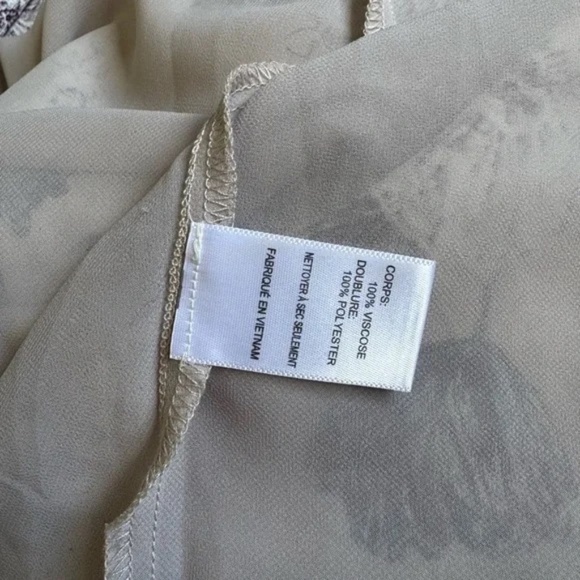 CORPS:
100% VISCOSE
DOUBLURE:
100% POLYESTER
NETTOYER À SEC SEULEMENT
FABRIQUÉ EN VIETNAM